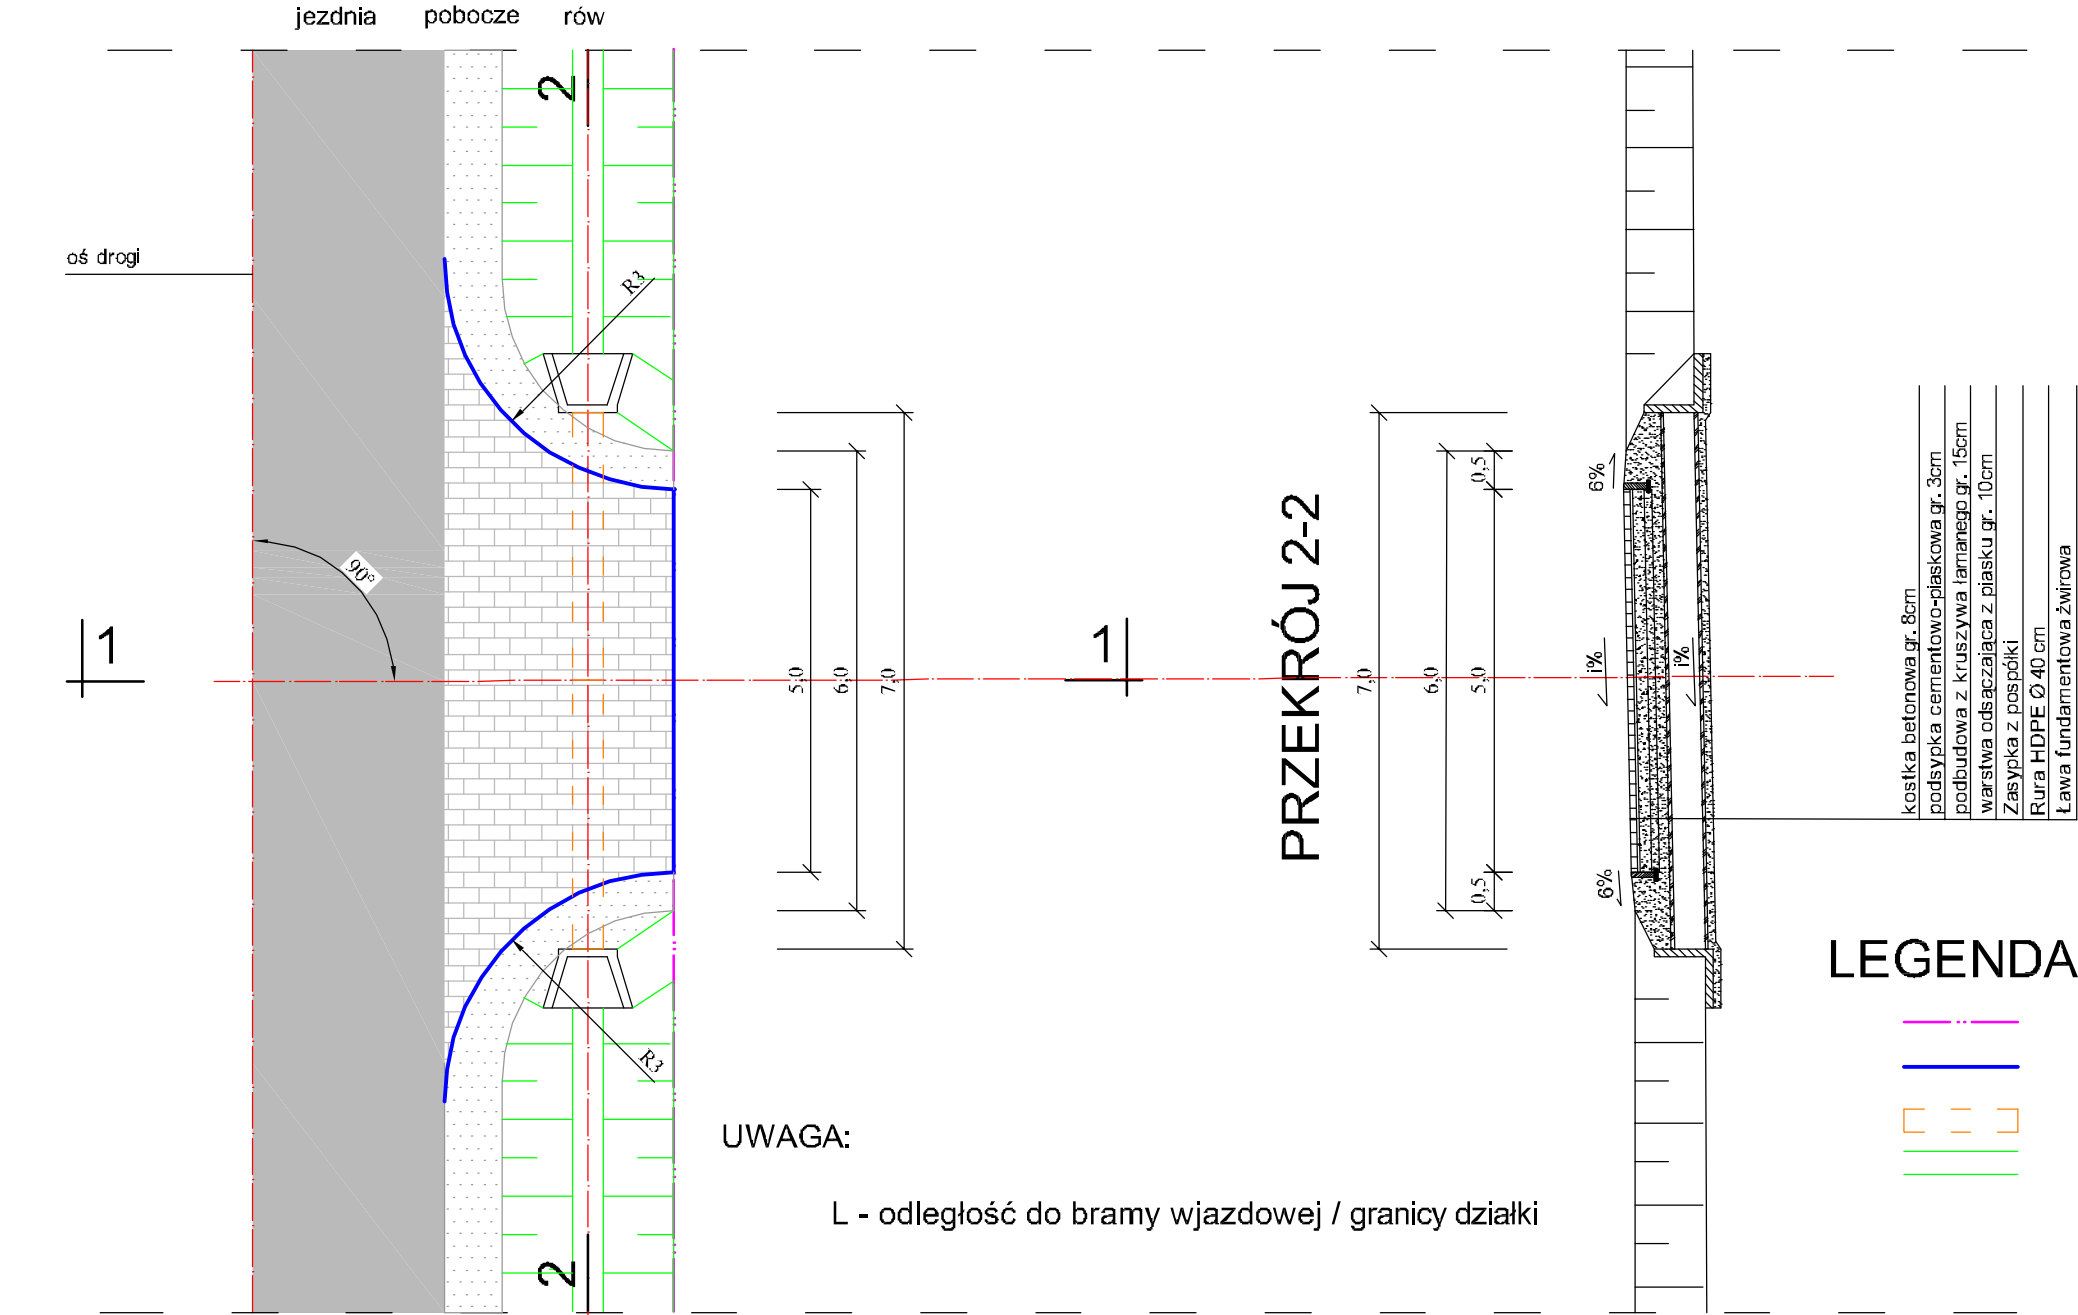 jezdnia pobocze rów
2
oś drogi
R3
90°
1
1
5,0
6,0
7,0
R3
2
PRZEKRÓJ 2-2
7,0
6,0
0,5
5,0
0,5
6%
i%
i%
6%
kostka betonowa gr. 8cm
podsypka cementowo-piaskowa gr. 3cm
podbudowa z kruszywa łamanego gr. 15cm
warstwa odsączająca z piasku gr. 10cm
Zasypka z pospółki
Rura HDPE Ø 40 cm
Ława fundamentowa żwirowa
LEGENDA
UWAGA:
L - odległość do bramy wjazdowej / granicy działki